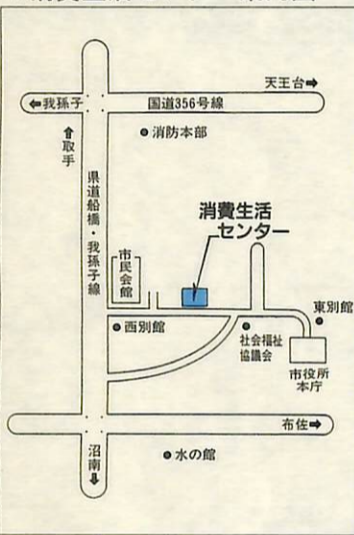 天王台➡
⬅我孫子
国道356号線
⬆取手
消防本部
県道船橋・我孫子線
消費生活
センター
市民会館
東別館
西別館
社会福祉
協議会
市役所
本庁
布佐➡
沼南⬇
水の館